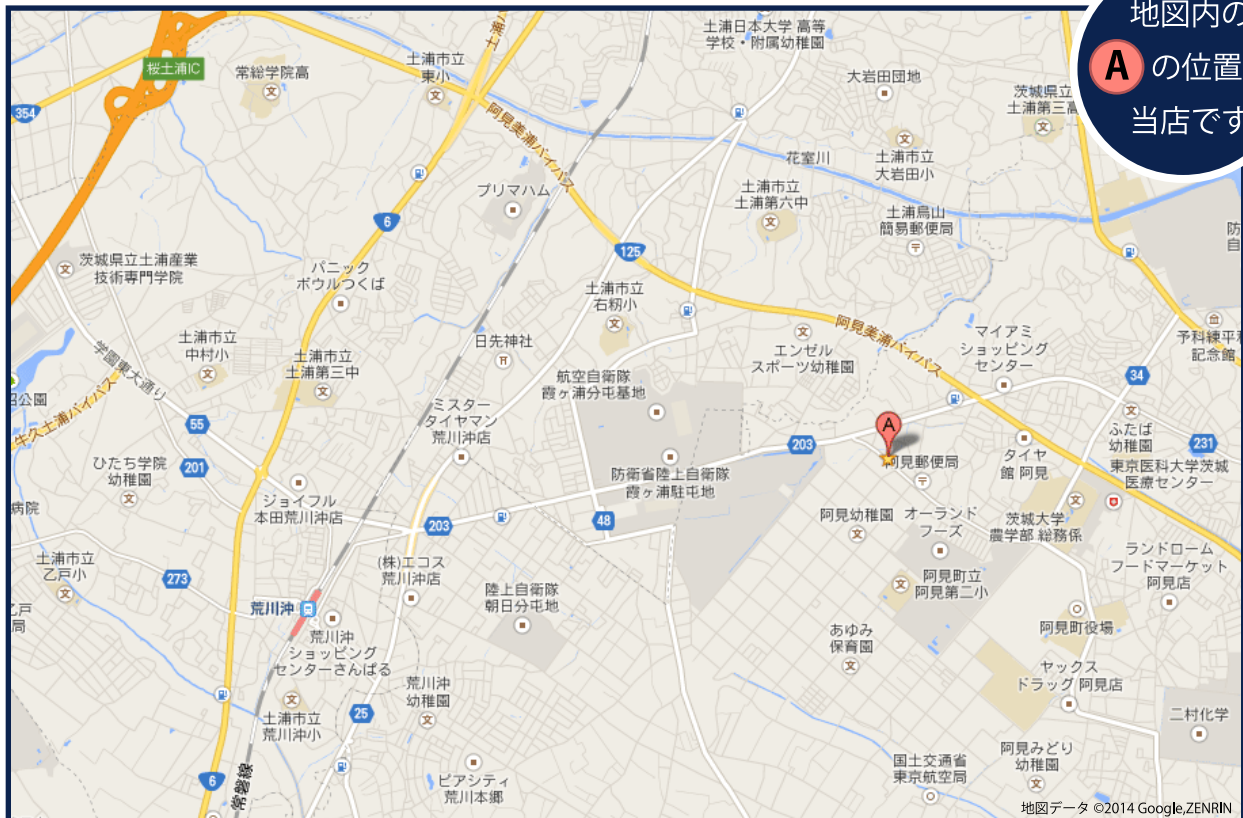 地図内の
A の位置
当店です
土浦日本大学 高等
学校・附属幼稚園
桜土浦IC
常総学院高
土浦市立
東小
大岩田団地
茨城県立
土浦第三高
354
阿見美浦バイパス
花室川
土浦市立
大岩田小
プリマハム
土浦市立
土浦第六中
土浦烏山
簡易郵便局
6
125
防
自
茨城県立土浦産業
技術専門学院
パニック
ボウルつくば
土浦市立
右籾小
阿見美浦バイパス
マイアミ
ショッピング
センター
予科練平和
記念館
土浦市立
中村小
学園東大通り
土浦市立
土浦第三中
日先神社
エンゼル
スポーツ幼稚園
航空自衛隊
霞ヶ浦分屯基地
34
沼公園
牛久土浦バイパス
55
ミスター
タイヤマン
荒川沖店
A
ふたば
幼稚園
203
231
201
ひたち学院
幼稚園
防衛省陸上自衛隊
霞ヶ浦駐屯地
阿見郵便局
タイヤ
館 阿見
東京医科大学茨城
医療センター
病院
ジョイフル
本田荒川沖店
203
48
阿見幼稚園
オーランド
フーズ
茨城大学
農学部 総務係
土浦市立
乙戸小
273
(株)エコス
荒川沖店
陸上自衛隊
朝日分屯地
阿見町立
阿見第二小
ランドローム
フードマーケット
阿見店
乙戸
局
荒川沖
荒川沖
ショッピング
センターさんぱる
あゆみ
保育園
阿見町役場
荒川沖
幼稚園
ヤックス
ドラッグ 阿見店
土浦市立
荒川沖小
25
二村化学
6
常磐線
ピアシティ
荒川本郷
国土交通省
東京航空局
阿見みどり
幼稚園
地図データ ©2014 Google,ZENRIN